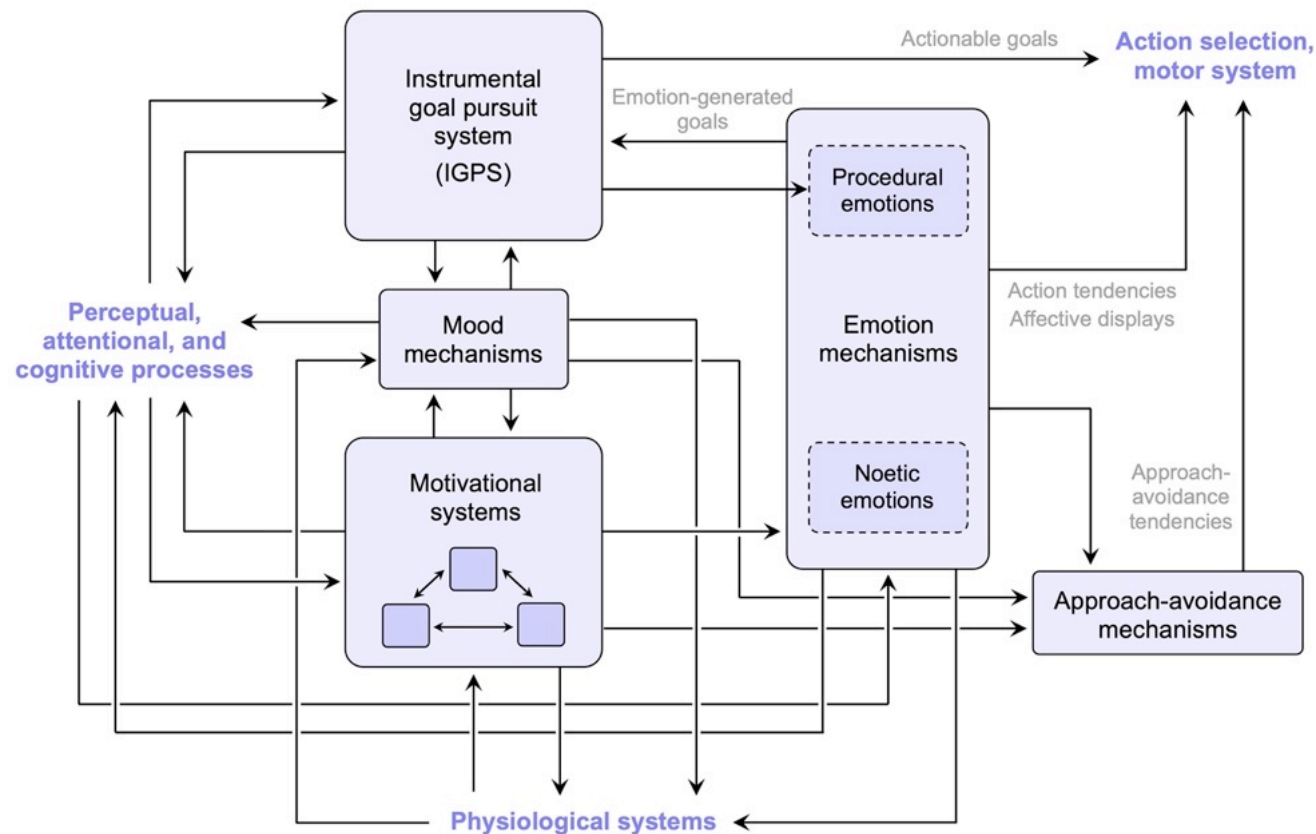 Instrumental
goal pursuit
system
(IGPS)
Actionable goals
Action selection,
motor system
Emotion-generated
goals
Procedural
emotions
Action tendencies
Affective displays
Perceptual,
attentional, and
cognitive processes
Mood
mechanisms
Emotion
mechanisms
Motivational
systems
Noetic
emotions
Approach-
avoidance
tendencies
Approach-avoidance
mechanisms
Physiological systems